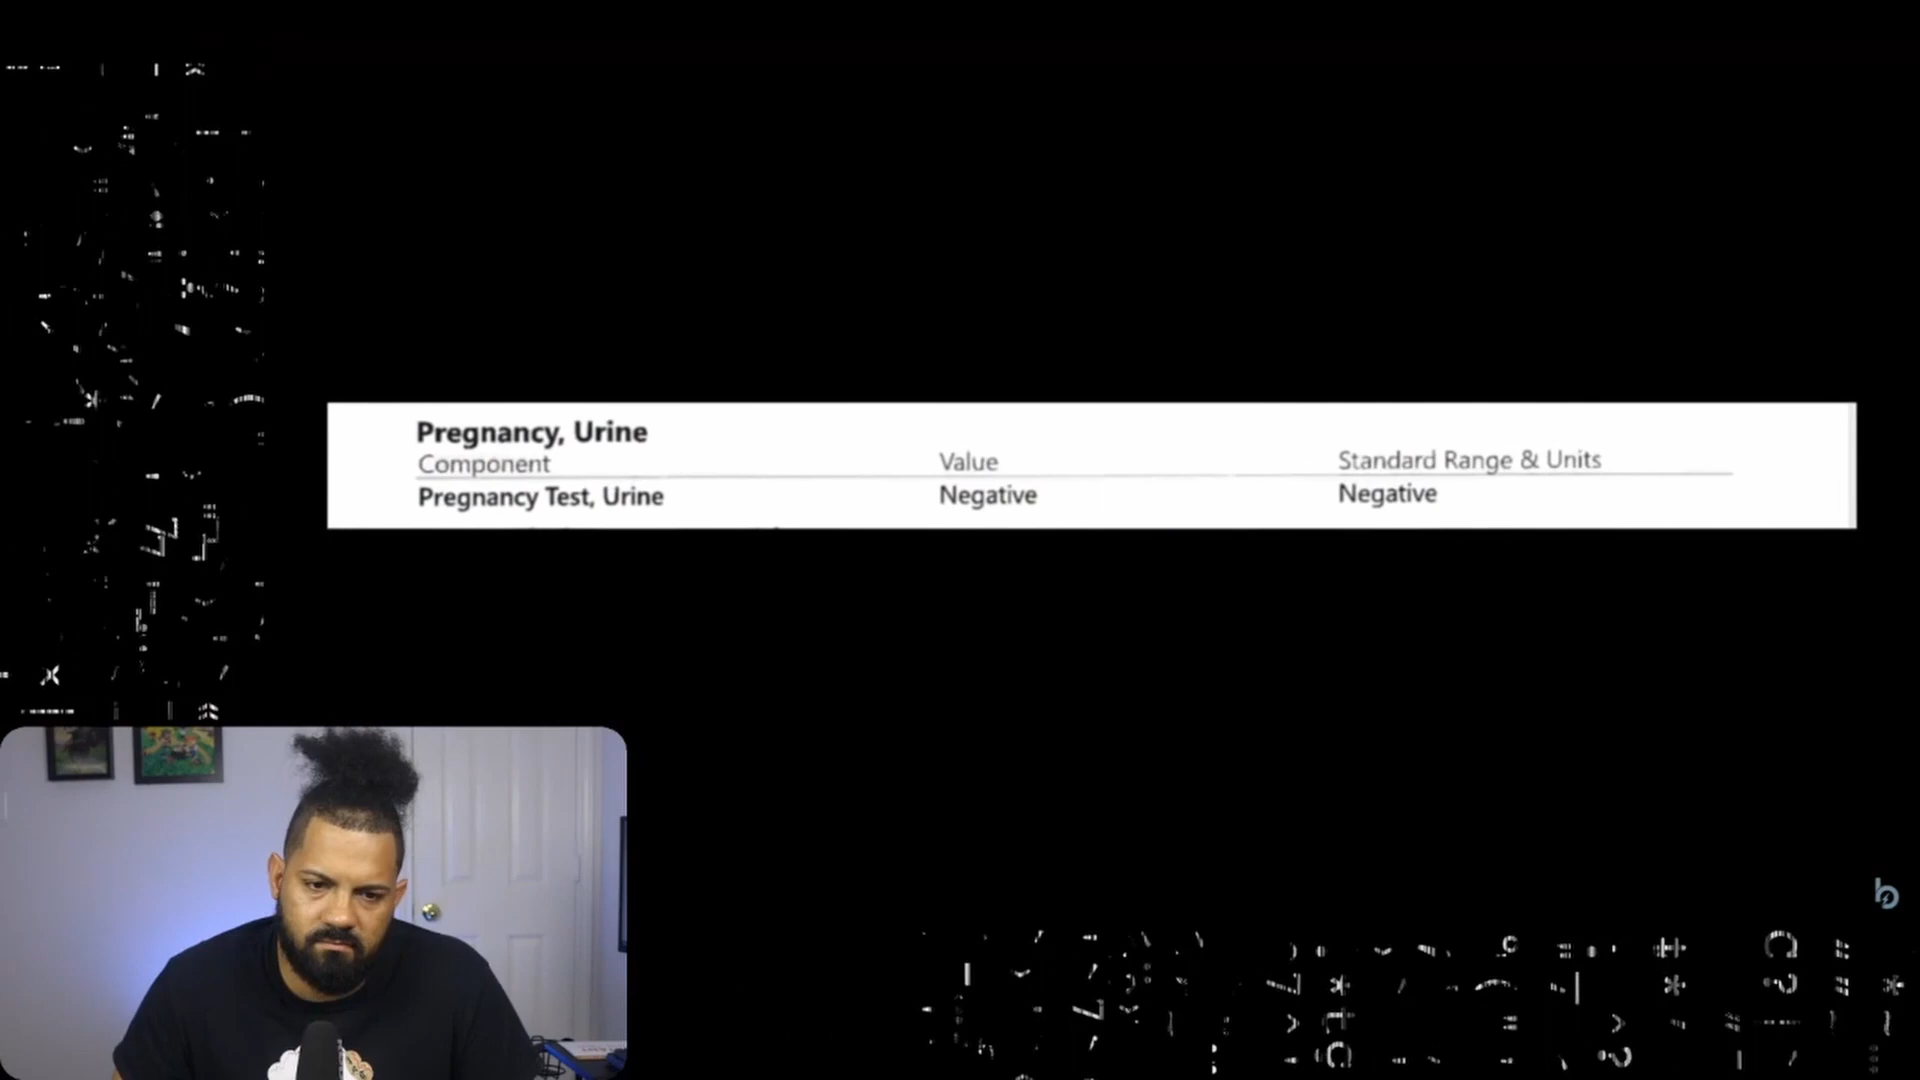 Pregnancy, Urine
Component Value Standard Range & Units
Pregnancy Test, Urine Negative Negative